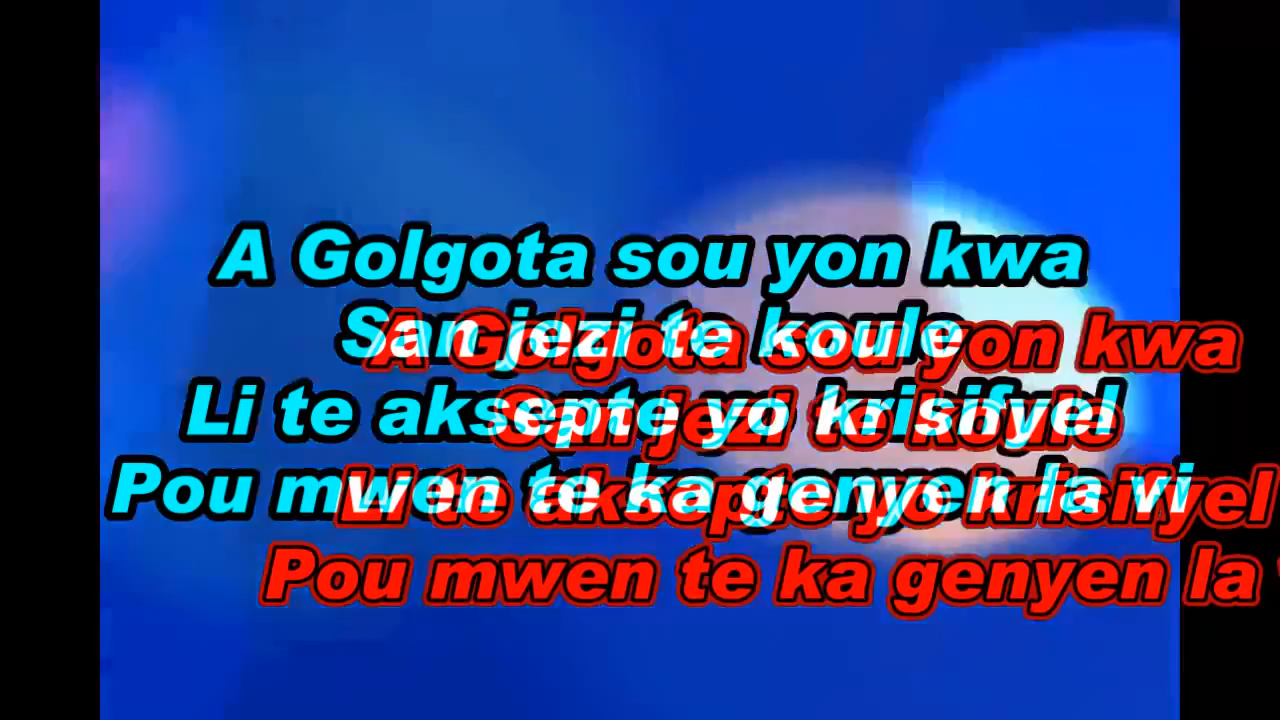 A Golgota sou yon kwa
San jezi te koule
Li te aksepte yo krisifyel
Pou mwen te ka genyen la vi
A Golgota sou yon kwa
San jezi te koule
Li te aksepte yo krisifyel
Pou mwen te ka genyen la